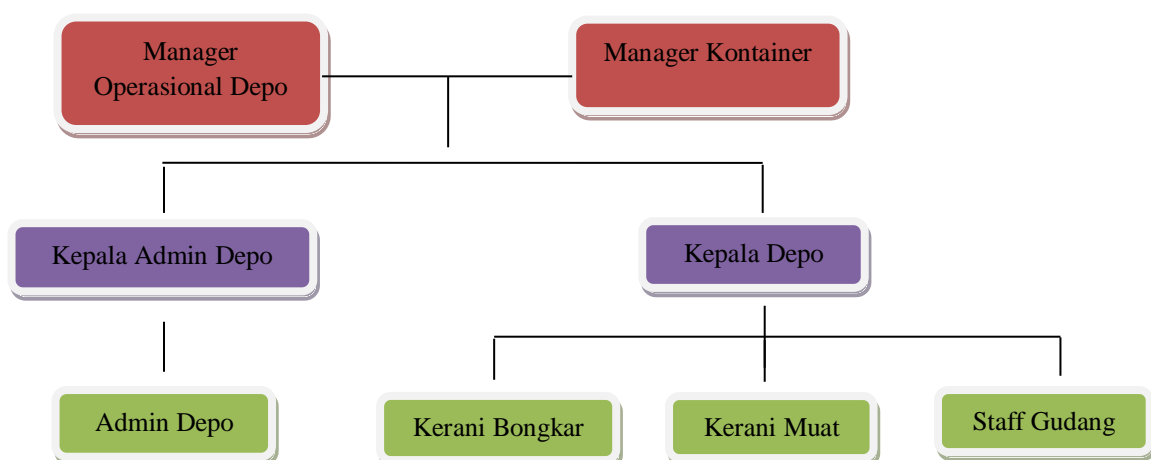 Manager
Operasional Depo
Manager Kontainer
Kepala Admin Depo
Kepala Depo
Admin Depo
Kerani Bongkar
Kerani Muat
Staff Gudang